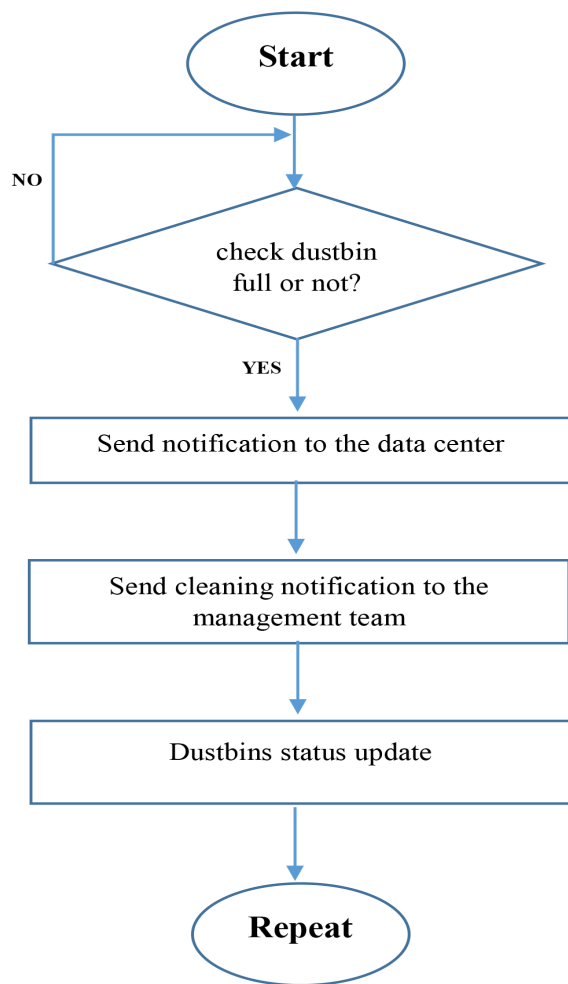 Start
NO
check dustbin
full or not?
YES
Send notification to the data center
Send cleaning notification to the
management team
Dustbins status update
Repeat